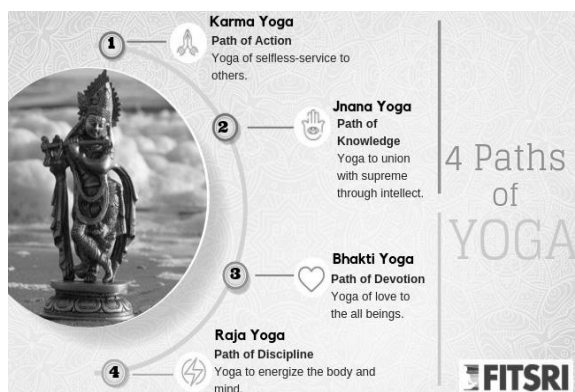 1
Karma Yoga
Path of Action
Yoga of selfless-service to
others.
2
Jnana Yoga
Path of
Knowledge
Yoga to union
with supreme
through intellect.
4 Paths
of
YOGA
3
Bhakti Yoga
Path of Devotion
Yoga of love to
the all beings.
4
Raja Yoga
Path of Discipline
Yoga to energize the body and
mind.
FITSRI